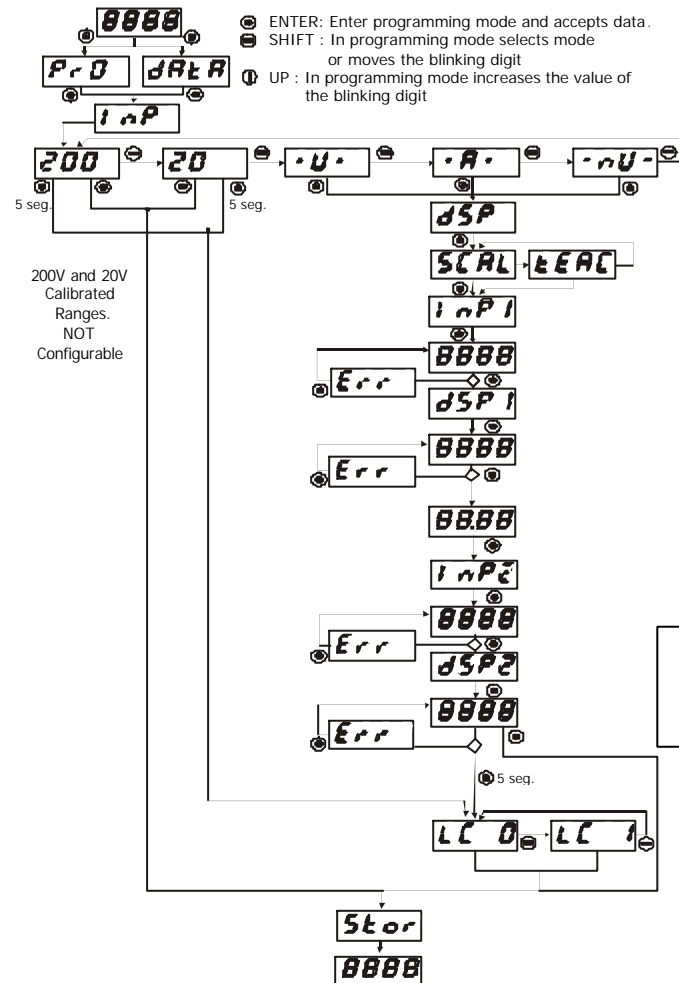 8888
ENTER: Enter programming mode and accepts data.
SHIFT : In programming mode selects mode
or moves the blinking digit
UP : In programming mode increases the value of
the blinking digit
Pr0 dAtA
InP
200 20 -U- -A- -nU-
5 seg. 5 seg.
dSP
SCAL tEAC
200V and 20V
Calibrated
Ranges.
NOT
Configurable
InP1
8888
Err
dSP1
8888
Err
88.88
InP2
8888
Err
dSP2
8888
Err
5 seg.
LC 0 LC 1
Stor
8888